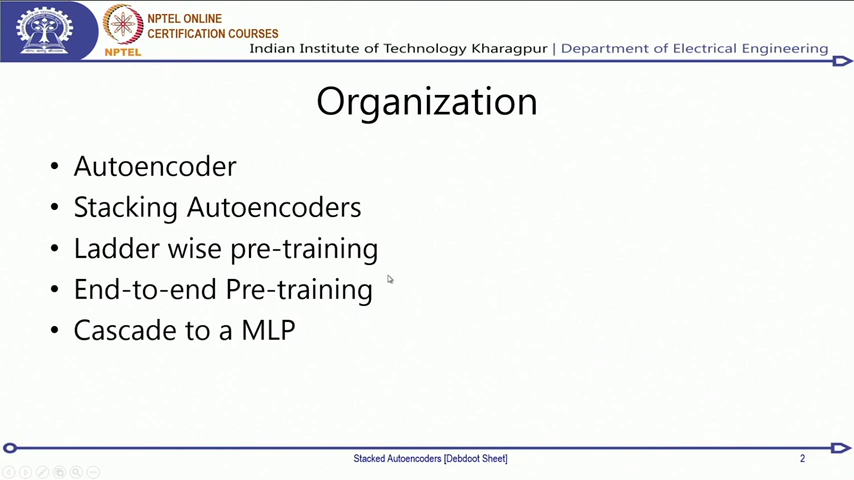 NPTEL ONLINE
CERTIFICATION COURSES
NPTEL
Indian Institute of Technology Kharagpur | Department of Electrical Engineering
Organization
• Autoencoder
• Stacking Autoencoders
• Ladder wise pre-training
• End-to-end Pre-training
• Cascade to a MLP
Stacked Autoencoders [Debdoot Sheet]
2